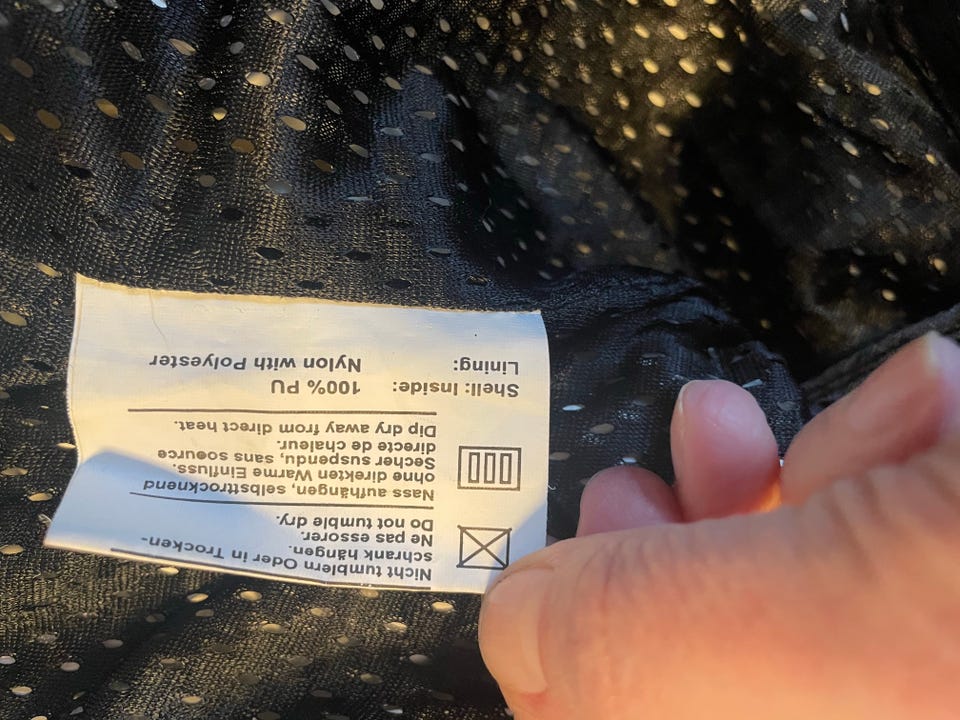 Nicht tumblern Oder in Trocken-
schrank hängen.
Ne pas essorer.
Do not tumble dry.
Nass aufhängen, selbsttrocknend
ohne direkten Warme Einfluss.
Secher suspendu, sans soource
directe de chaleur.
Dip dry away from direct heat.
Shell: Inside: 100% PU
Lining: Nylon with Polyester